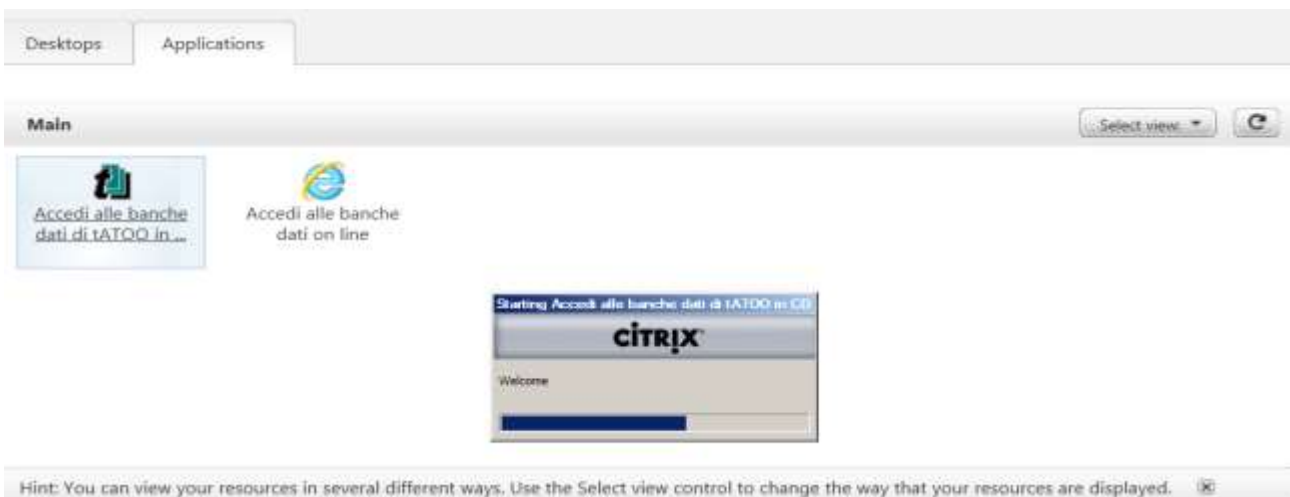 Desktops
Applications
Main
Select view:
Accedi alle banche
dati di tATOO in ...
Accedi alle banche
dati on line
Starting Accedi alle banche dati di tATOO in CD
CITRIX
Welcome
Hint: You can view your resources in several different ways. Use the Select view control to change the way that your resources are displayed.